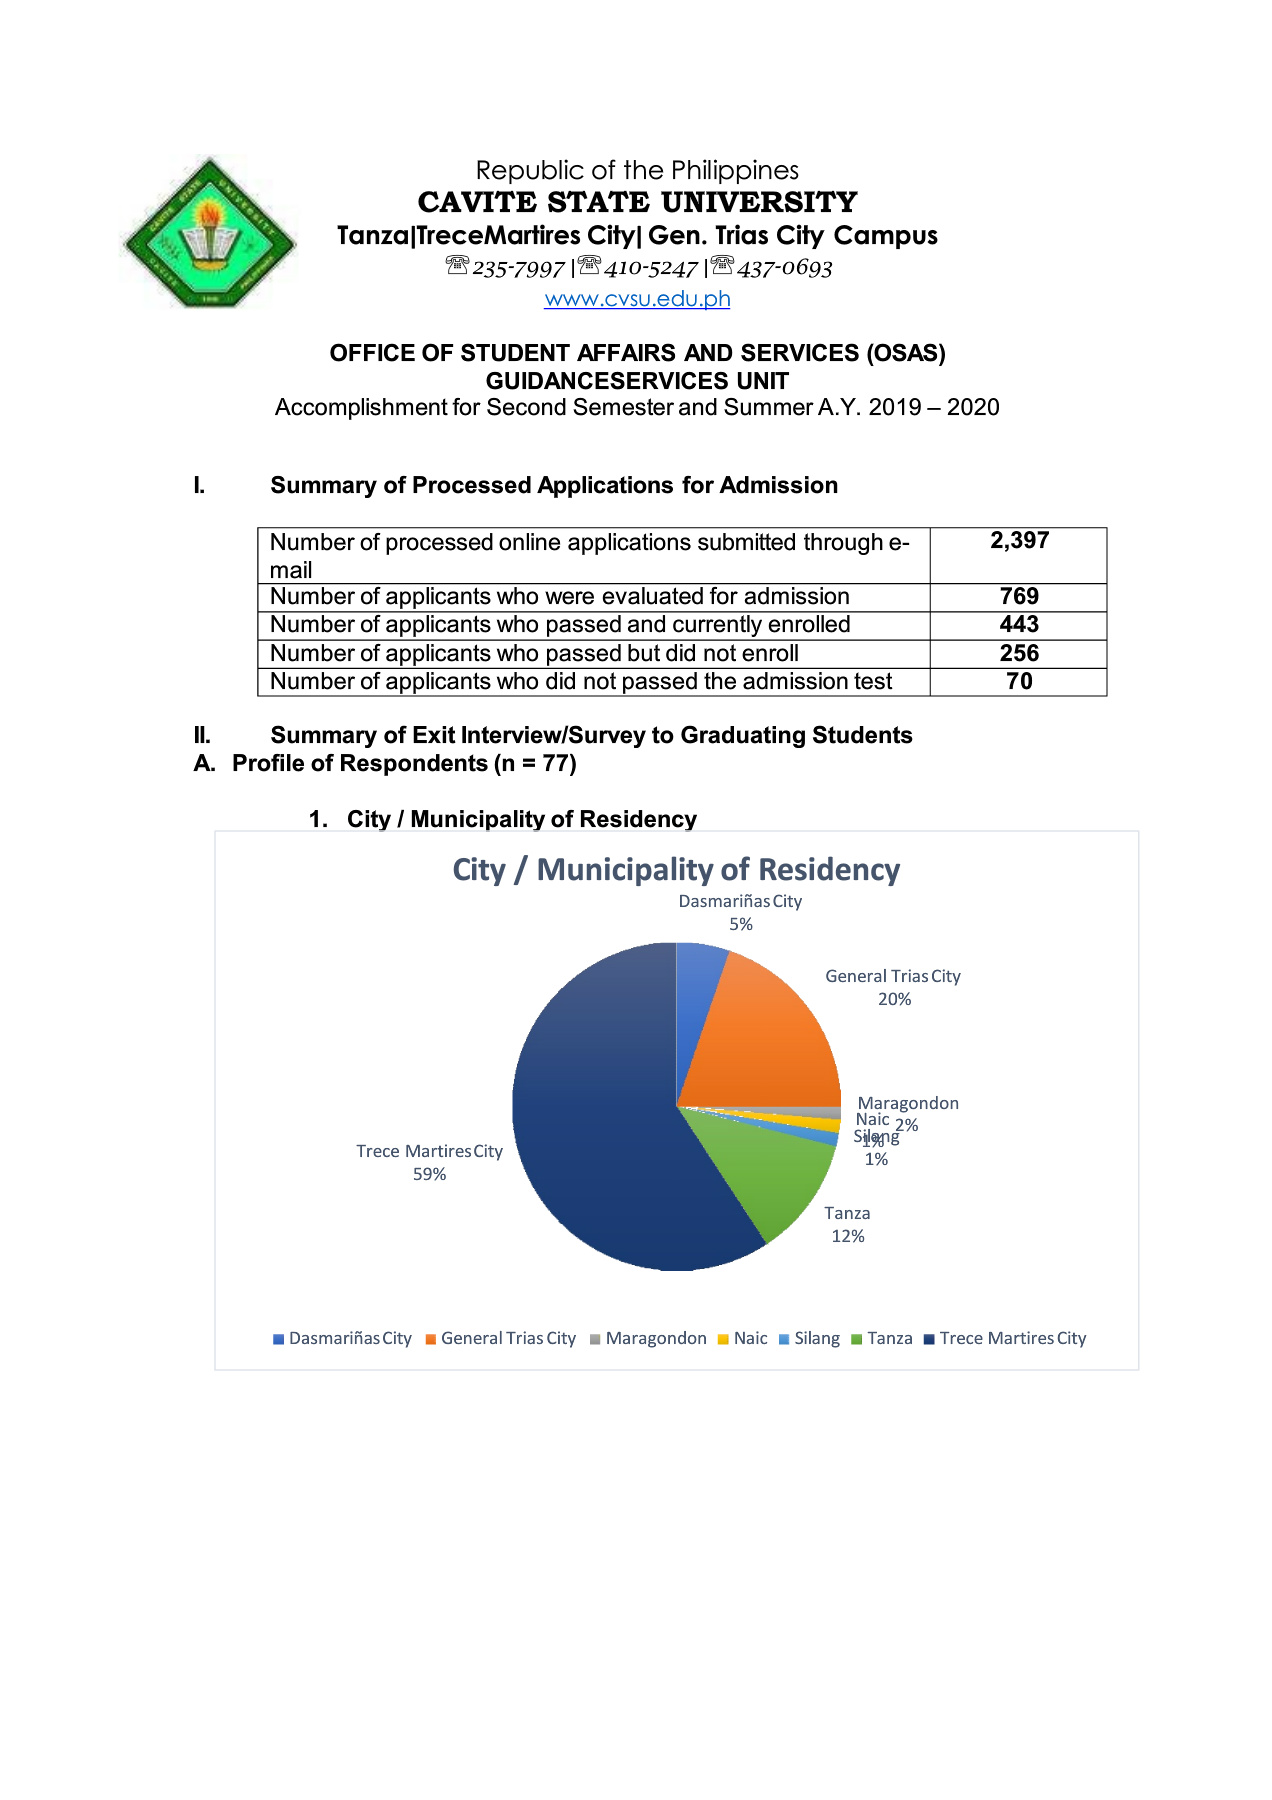 Republic of the Philippines
CAVITE STATE UNIVERSITY
Tanza|TreceMartires City| Gen. Trias City Campus
☏235-7997 |☏410-5247 |☏437-0693
www.cvsu.edu.ph
CAVITE STATE UNIVERSITY
CAVITE PHILIPPINES
OFFICE OF STUDENT AFFAIRS AND SERVICES (OSAS)
GUIDANCESERVICES UNIT
Accomplishment for Second Semester and Summer A.Y. 2019 – 2020
I. Summary of Processed Applications for Admission
Number of processed online applications submitted through e- 2,397
mail
Number of applicants who were evaluated for admission 769
Number of applicants who passed and currently enrolled 443
Number of applicants who passed but did not enroll 256
Number of applicants who did not passed the admission test 70
II. Summary of Exit Interview/Survey to Graduating Students
A. Profile of Respondents (n = 77)
1. City / Municipality of Residency
City / Municipality of Residency
Dasmariñas City
5%
General Trias City
20%
Maragondon
2%
Naic
1%
Silang
1%
Tanza
12%
Trece Martires City
59%
Dasmariñas City General Trias City Maragondon Naic Silang Tanza Trece Martires City